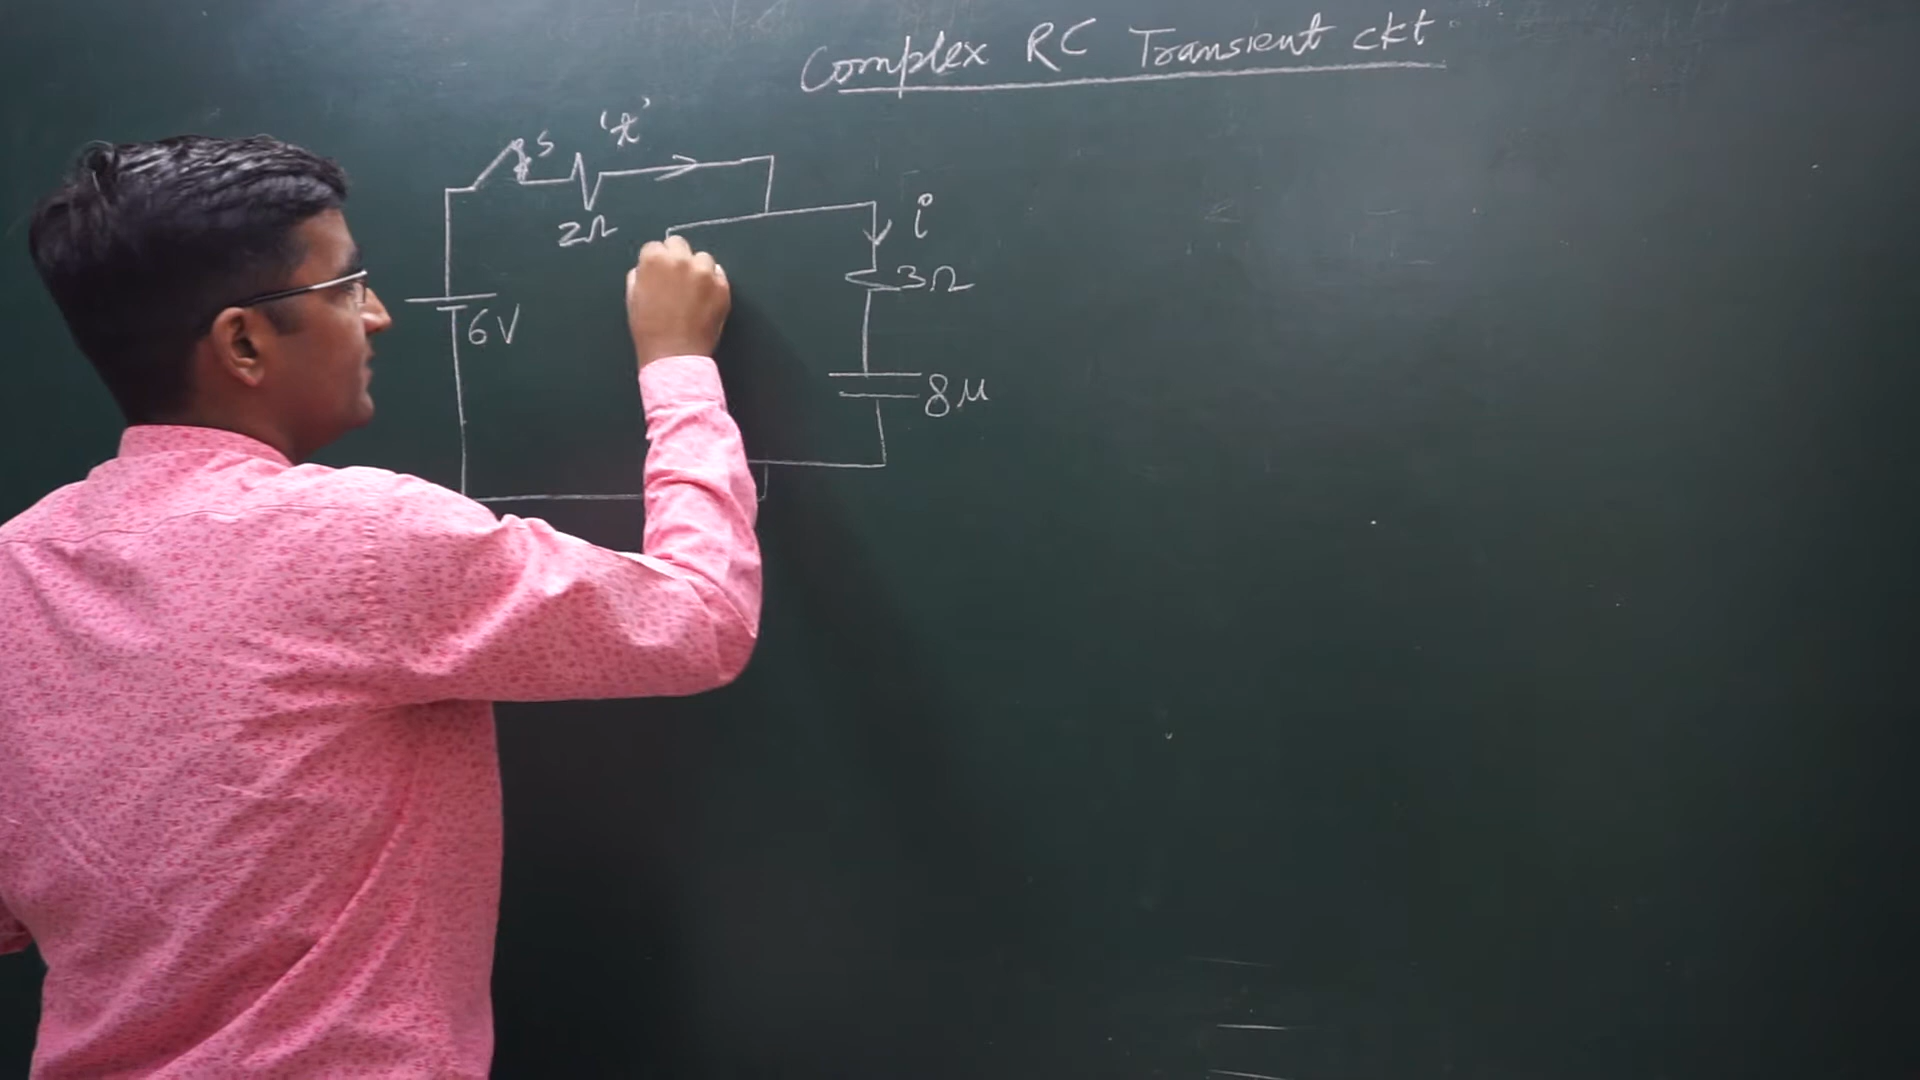 Complex RC Transient ckt
S
't'
2Ω
i
3Ω
6V
8μ